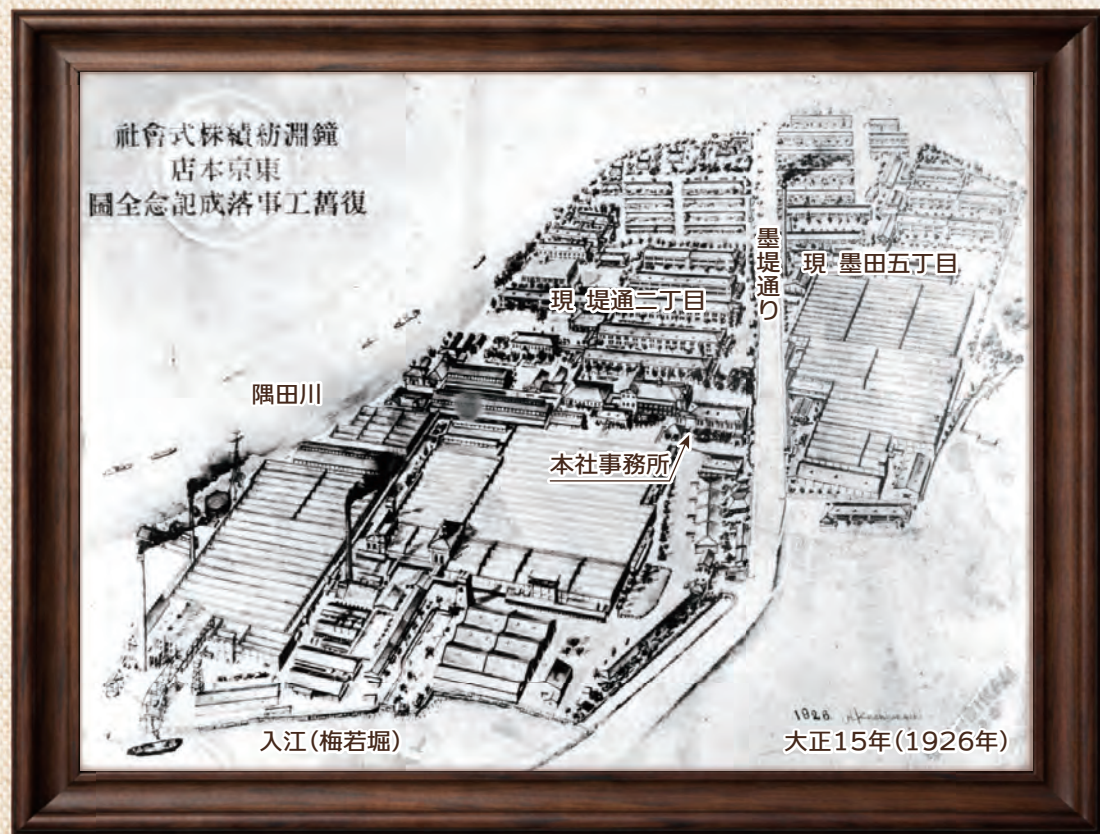 鐘淵紡績株式會社
東京本店
復舊工事落成記念全圖
墨堤通り
現 墨田五丁目
現 堤通二丁目
隅田川
本社事務所
1926
入江(梅若堀)
大正15年(1926年)